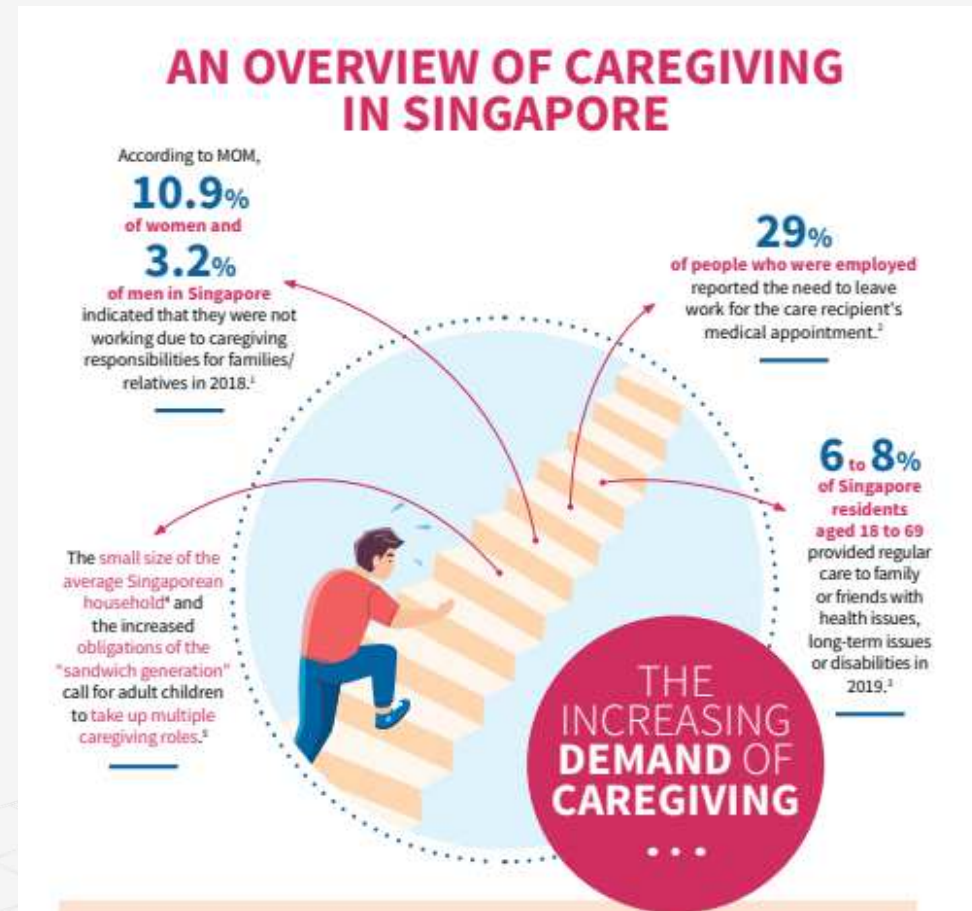 AN OVERVIEW OF CAREGIVING
IN SINGAPORE
According to MOM,
10.9%
of women and
3.2%
of men in Singapore
indicated that they were not
working due to caregiving
responsibilities for families/
relatives in 2018.¹
29%
of people who were employed
reported the need to leave
work for the care recipient's
medical appointment.²
6 to 8%
of Singapore
residents
aged 18 to 69
provided regular
care to family
or friends with
health issues,
long-term issues
or disabilities in
2019.³
The small size of the
average Singaporean
household⁴ and
the increased
obligations of the
"sandwich generation"
call for adult children
to take up multiple
caregiving roles.⁵
THE
INCREASING
DEMAND OF
CAREGIVING
...